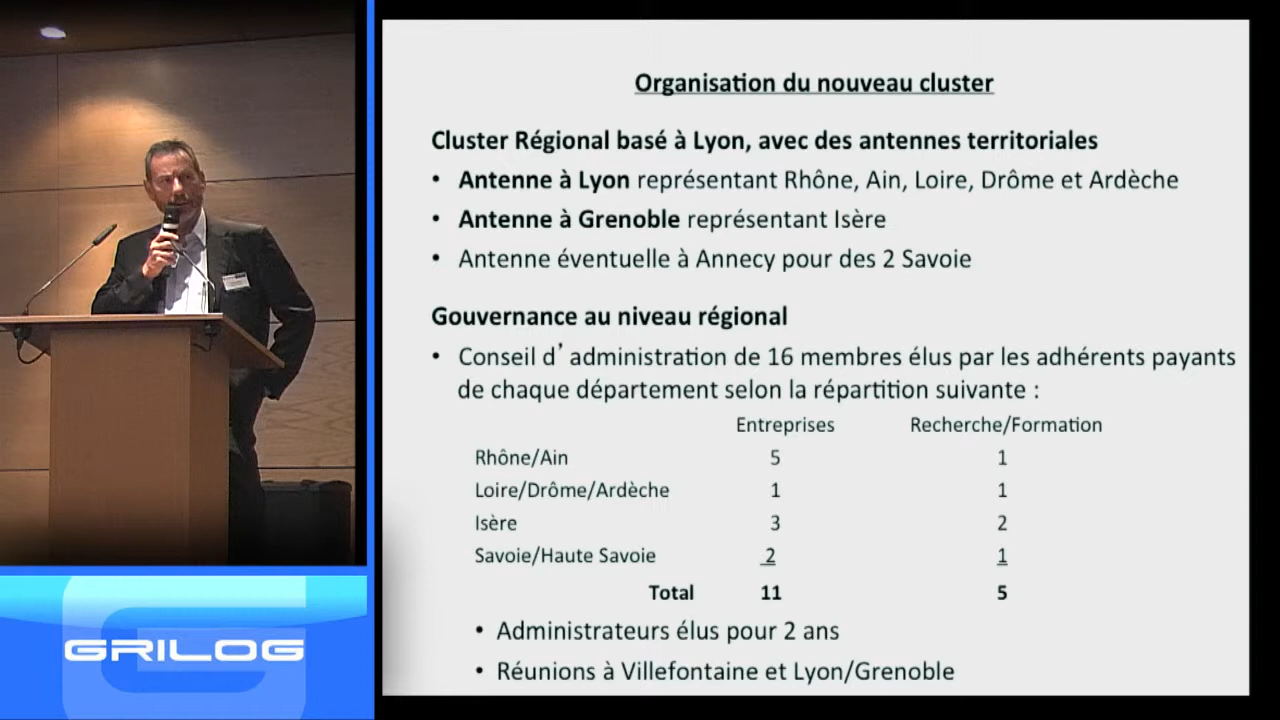 Organisation du nouveau cluster
Cluster Régional basé à Lyon, avec des antennes territoriales
• Antenne à Lyon représentant Rhône, Ain, Loire, Drôme et Ardèche
• Antenne à Grenoble représentant Isère
• Antenne éventuelle à Annecy pour des 2 Savoie
Gouvernance au niveau régional
• Conseil d’ administration de 16 membres élus par les adhérents payants
de chaque département selon la répartition suivante :
Entreprises Recherche/Formation
Rhône/Ain 5 1
Loire/Drôme/Ardèche 1 1
Isère 3 2
Savoie/Haute Savoie 2 1
Total 11 5
• Administrateurs élus pour 2 ans
• Réunions à Villefontaine et Lyon/Grenoble
GRILOG